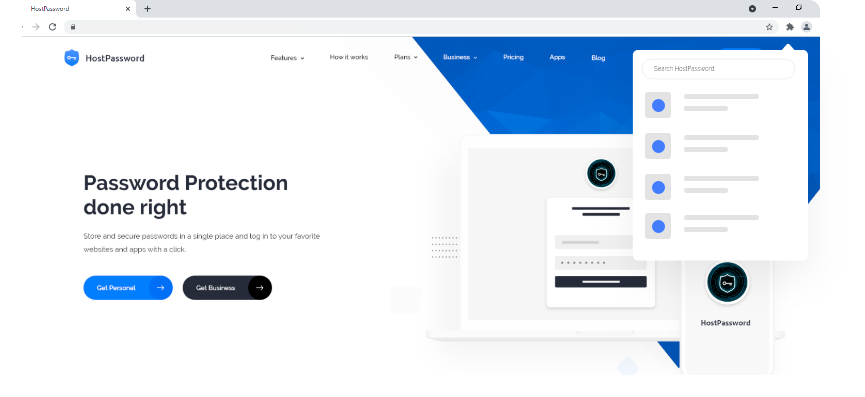 HostPassword
HostPassword
Features
How it works
Plans
Business
Pricing
Apps
Blog
Search HostPassword
Password Protection
done right
Store and secure passwords in a single place and log in to your favorite
websites and apps with a click.
Get Personal
Get Business
HostPassword